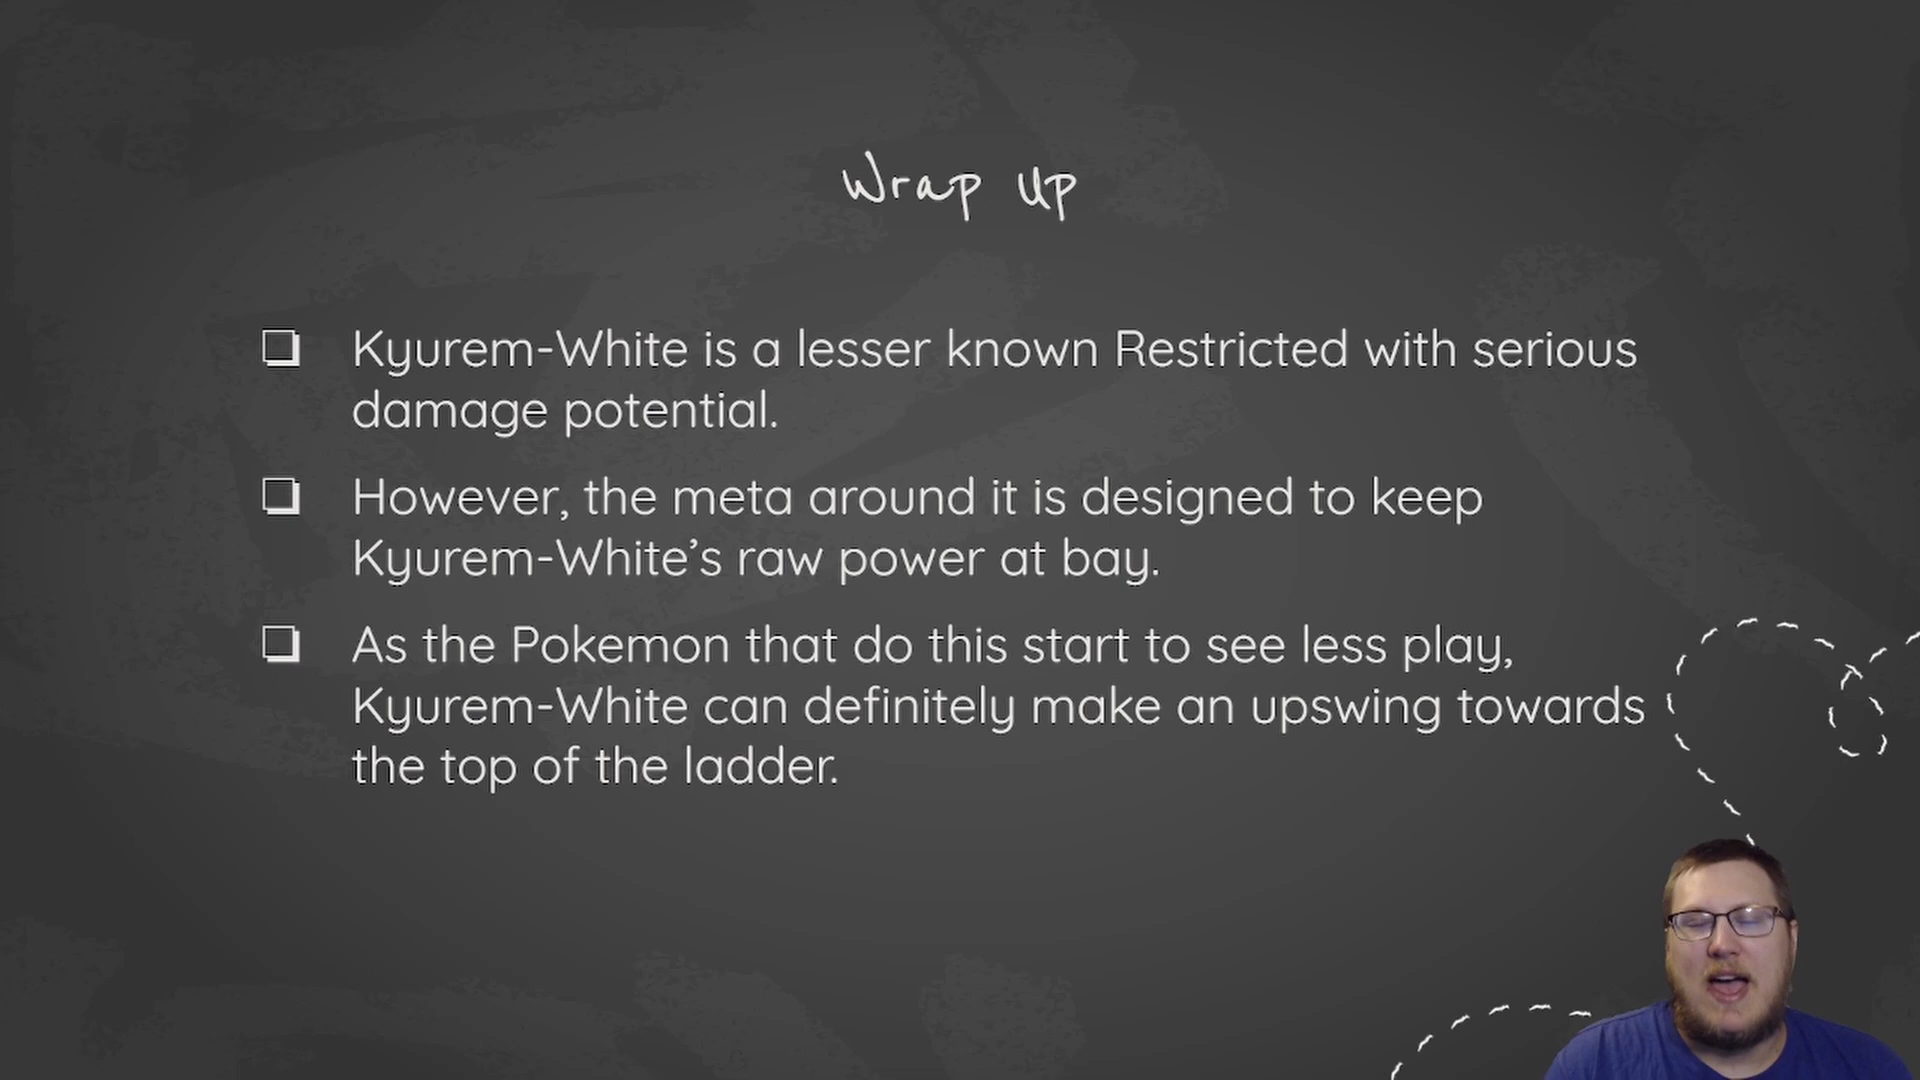 Wrap Up
Kyurem-White is a lesser known Restricted with serious
damage potential.
However, the meta around it is designed to keep
Kyurem-White’s raw power at bay.
As the Pokemon that do this start to see less play,
Kyurem-White can definitely make an upswing towards
the top of the ladder.